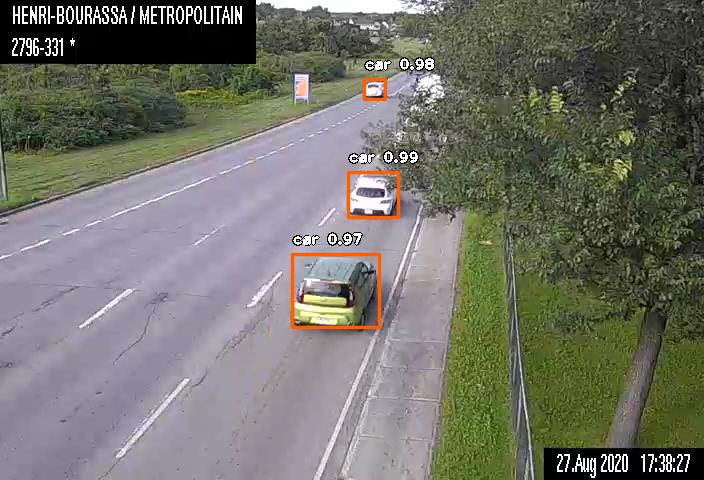 HENRI-BOURASSA / METROPOLITAIN
2796-331 *
car 0.98
car 0.99
car 0.97
27.Aug 2020 17:38:27